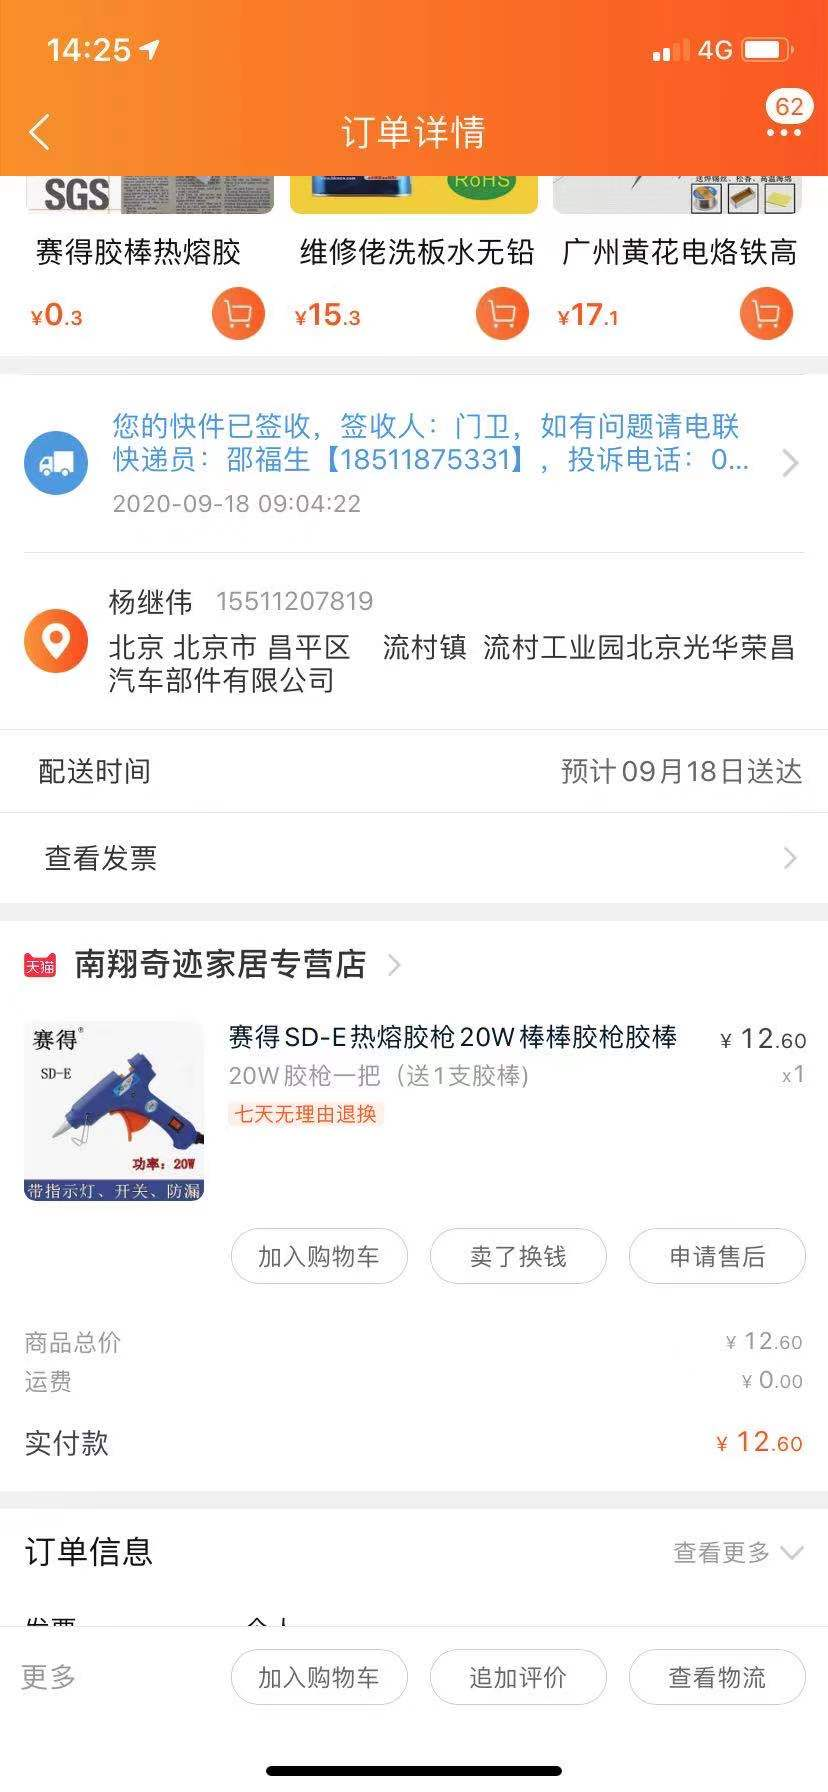 14:25
4G
62
订单详情
SGS
RoHS
赛得胶棒热熔胶
维修佬洗板水无铅
广州黄花电烙铁高
¥0.3
¥15.3
¥17.1
您的快件已签收，签收人：门卫，如有问题请电联
快递员：邵福生【18511875331】，投诉电话：0...
2020-09-18 09:04:22
杨继伟 15511207819
北京 北京市 昌平区 流村镇 流村工业园北京光华荣昌
汽车部件有限公司
配送时间
预计09月18日送达
查看发票
天猫 南翔奇迹家居专营店
赛得®
SD-E
功率：20W
带指示灯、开关、防漏
赛得SD-E热熔胶枪20W棒棒胶枪胶棒
¥ 12.60
20W胶枪一把（送1支胶棒）
x1
七天无理由退换
加入购物车
卖了换钱
申请售后
商品总价
¥ 12.60
运费
¥ 0.00
实付款
¥ 12.60
订单信息
查看更多
更多
加入购物车
追加评价
查看物流